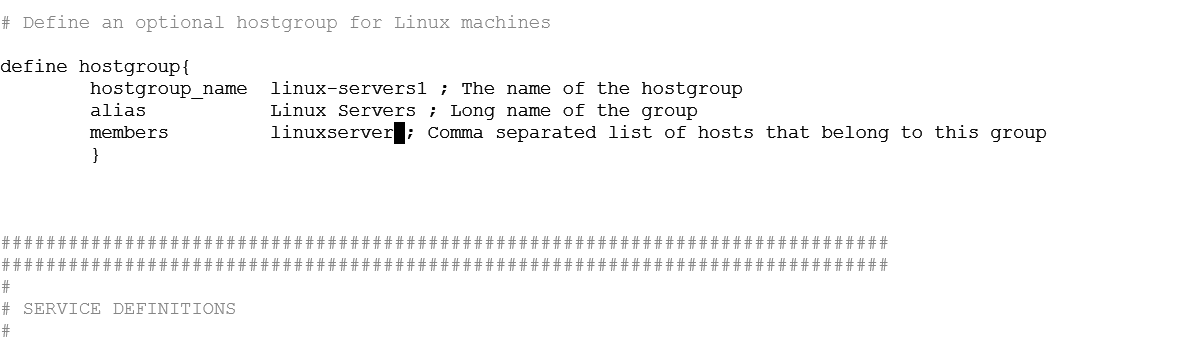 # Define an optional hostgroup for Linux machines
define hostgroup{
hostgroup_name linux-servers1 ; The name of the hostgroup
alias Linux Servers ; Long name of the group
members linuxserver ; Comma separated list of hosts that belong to this group
}
###############################################################################
###############################################################################
#
# SERVICE DEFINITIONS
#